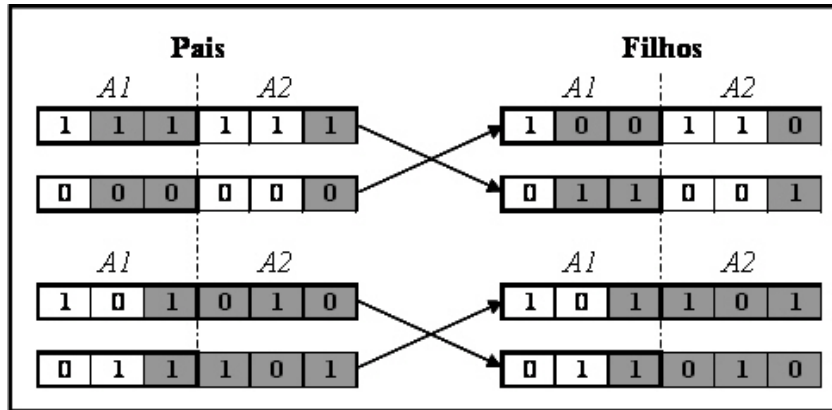 Pais Filhos
A1 A2 A1 A2
1 1 1 1 1 1 1 0 0 1 1 0
0 0 0 0 0 0 0 1 1 0 0 1
A1 A2 A1 A2
1 0 1 0 1 0 1 0 1 1 0 1
0 1 1 1 0 1 0 1 1 0 1 0